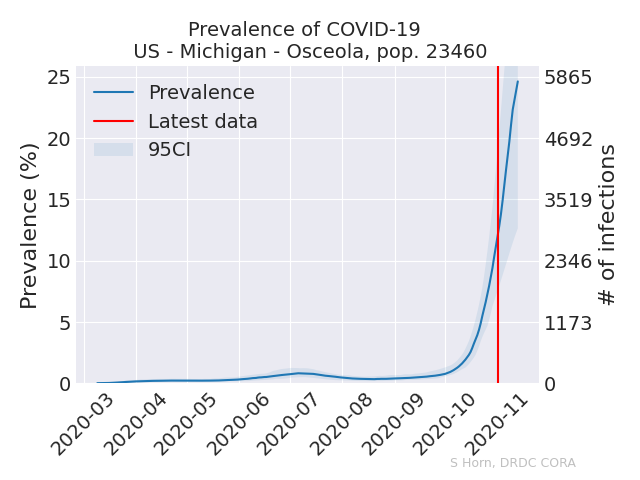 Prevalence of COVID-19
US - Michigan - Osceola, pop. 23460
Prevalence
Latest data
95CI
Prevalence (%)
25
20
15
10
5
0
5865
4692
3519
2346
1173
0
# of infections
2020-03
2020-04
2020-05
2020-06
2020-07
2020-08
2020-09
2020-10
2020-11
S Horn, DRDC CORA